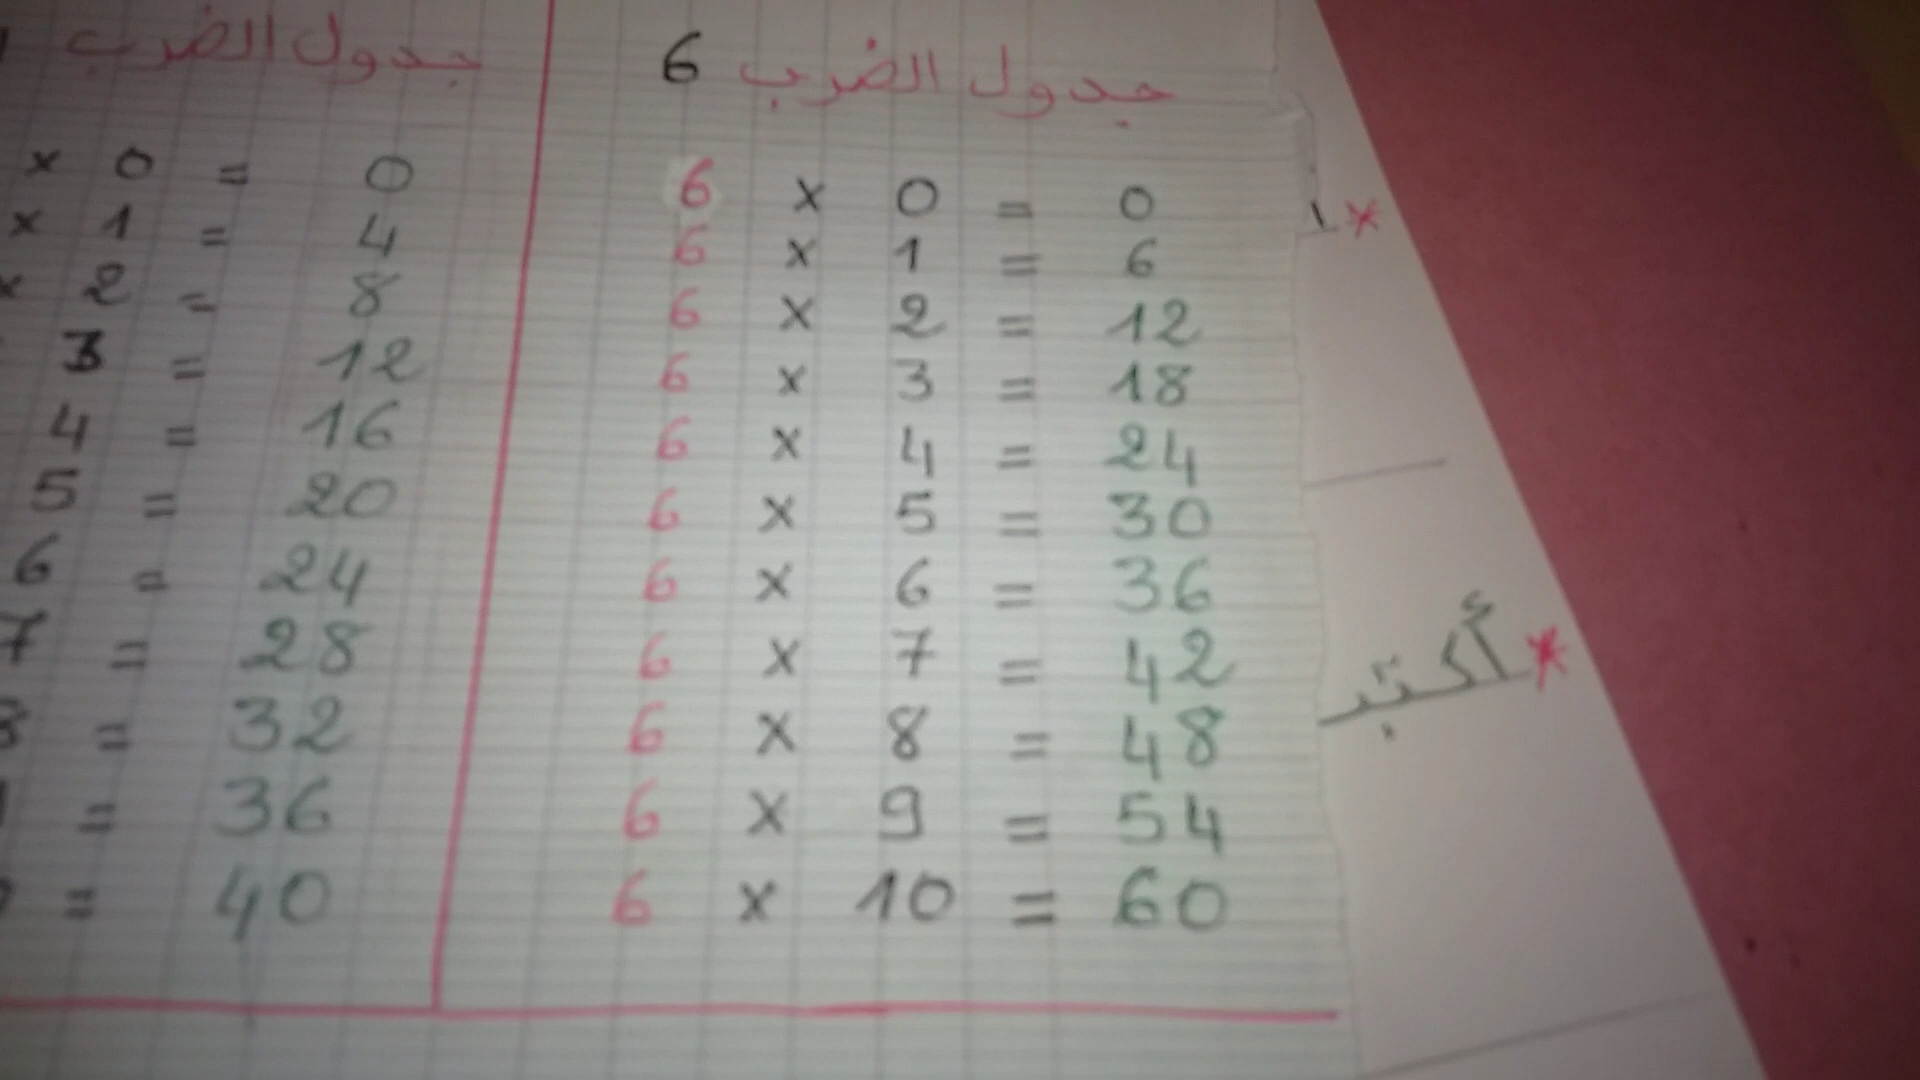 جدول الضرب 6
6 × 0 = 0
6 × 1 = 6
6 × 2 = 12
6 × 3 = 18
6 × 4 = 24
6 × 5 = 30
6 × 6 = 36
6 × 7 = 42
6 × 8 = 48
6 × 9 = 54
6 × 10 = 60
جدول الضرب
× 0 = 0
× 1 = 4
× 2 = 8
3 = 12
4 = 16
5 = 20
6 = 24
7 = 28
8 = 32
= 36
= 40
* أكتب